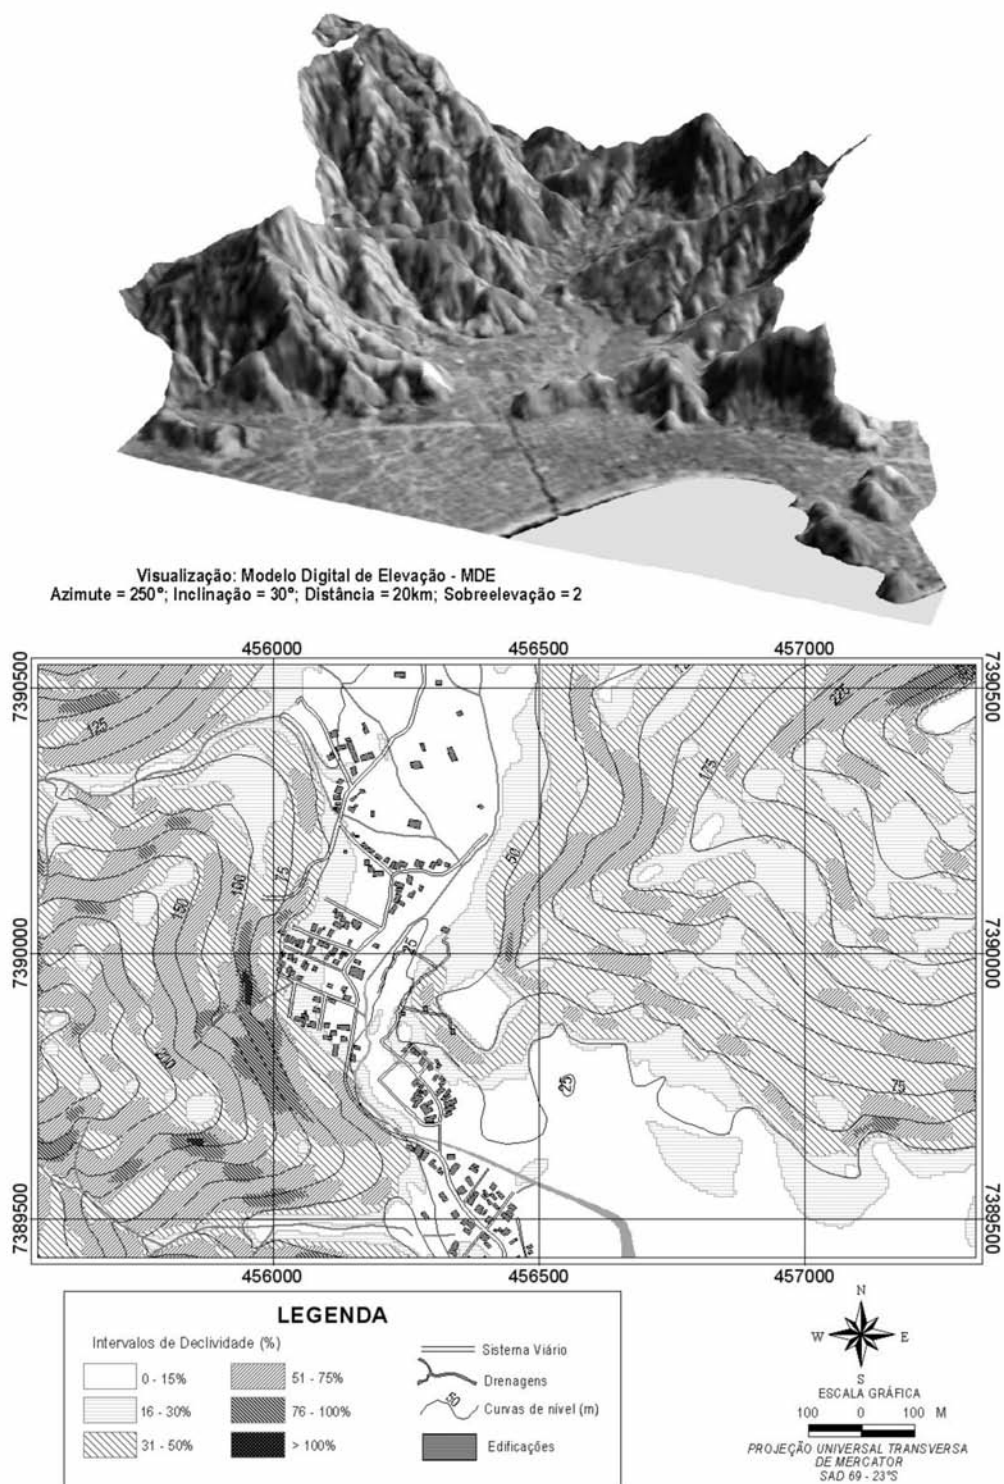 Visualização: Modelo Digital de Elevação - MDE
Azimute = 250°; Inclinação = 30°; Distância = 20km; Sobreelevação = 2
456000
456500
457000
7390500
7390500
225
125
175
50
75
100
150
25
7390000
7390000
200
25
75
7389500
7389500
456000
456500
457000
LEGENDA
Intervalos de Declividade (%)
0 - 15%
16 - 30%
31 - 50%
51 - 75%
76 - 100%
> 100%
Sistema Viário
Drenagens
50
Curvas de nível (m)
Edificações
N
W
E
S
ESCALA GRÁFICA
100 0 100 M
PROJEÇÃO UNIVERSAL TRANSVERSA
DE MERCATOR
SAD 69 - 23°S